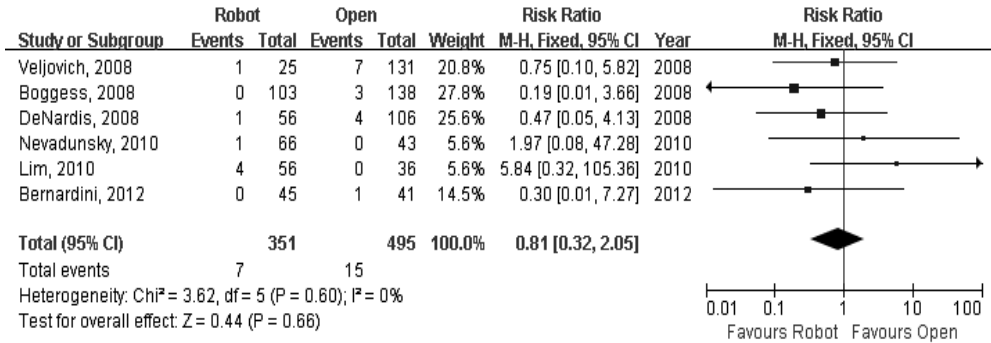 Robot Open Risk Ratio Risk Ratio
Study or Subgroup Events Total Events Total Weight M-H, Fixed, 95% CI Year M-H, Fixed, 95% CI
Veljovich, 2008 1 25 7 131 20.8% 0.75 [0.10, 5.82] 2008
Boggess, 2008 0 103 3 138 27.8% 0.19 [0.01, 3.66] 2008
DeNardis, 2008 1 56 4 106 25.6% 0.47 [0.05, 4.13] 2008
Nevadunsky, 2010 1 66 0 43 5.6% 1.97 [0.08, 47.28] 2010
Lim, 2010 4 56 0 36 5.6% 5.84 [0.32, 105.36] 2010
Bernardini, 2012 0 45 1 41 14.5% 0.30 [0.01, 7.27] 2012
Total (95% CI) 351 495 100.0% 0.81 [0.32, 2.05]
Total events 7 15
Heterogeneity: Chi² = 3.62, df = 5 (P = 0.60); I² = 0%
Test for overall effect: Z = 0.44 (P = 0.66)
0.01 0.1 1 10 100
Favours Robot Favours Open